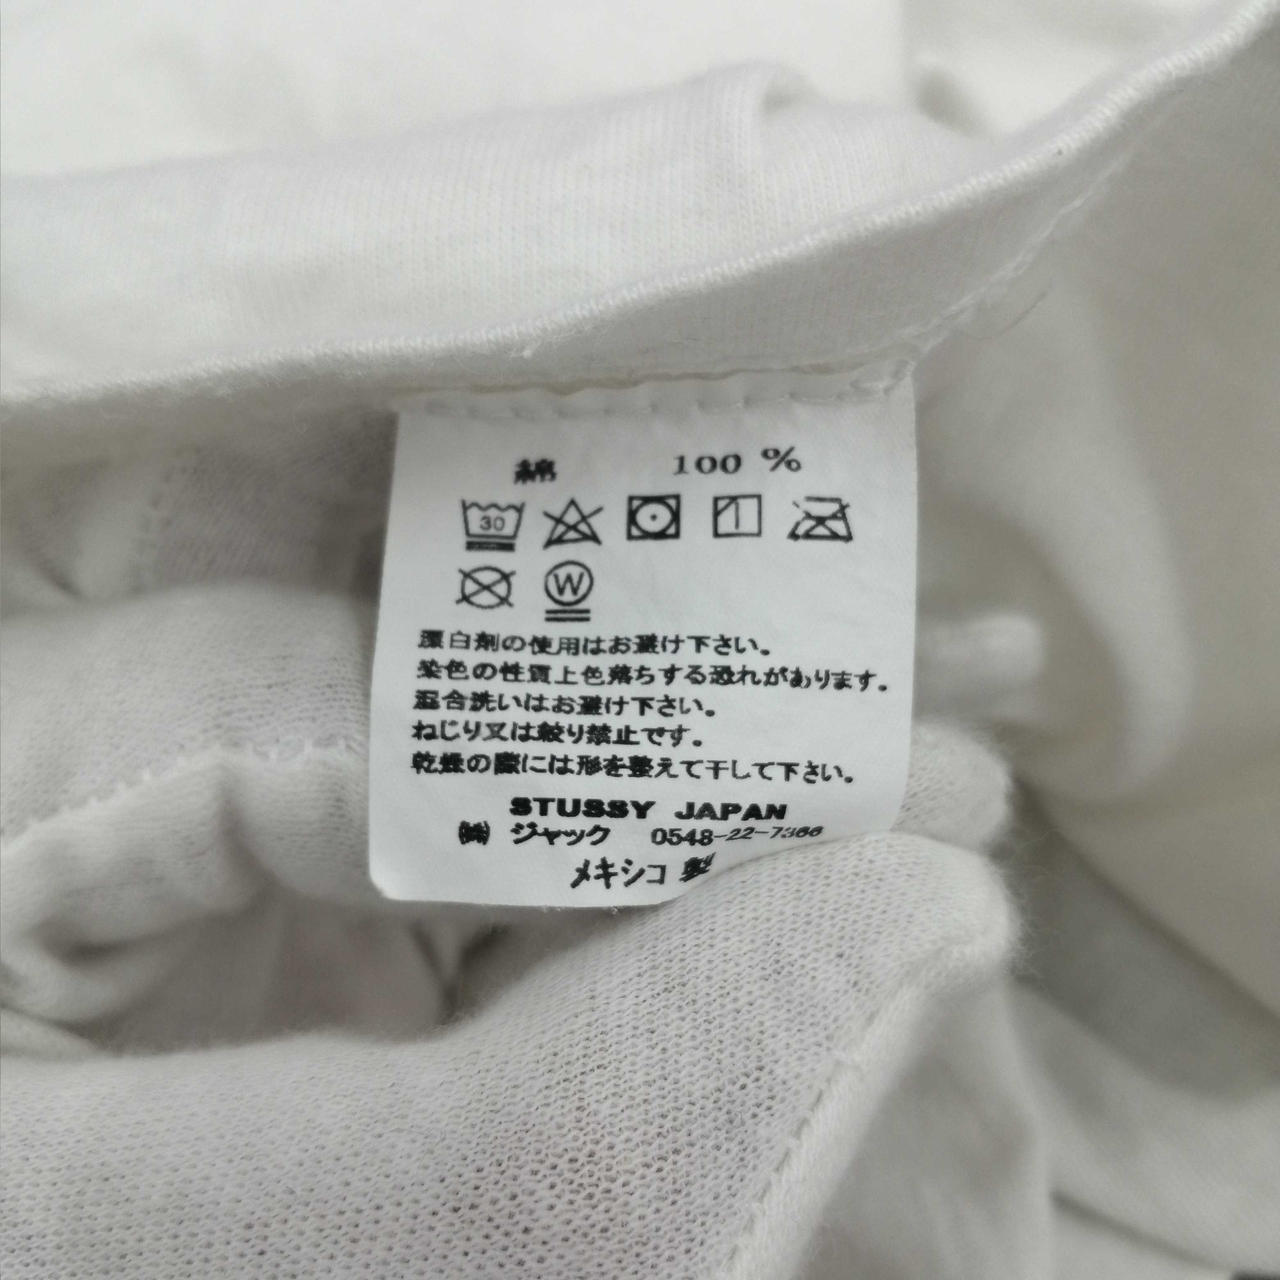 綿 100 %
30
W
漂白剤の使用はお避け下さい。
染色の性質上色落ちする恐れがあります。
混合洗いはお避け下さい。
ねじり又は絞り禁止です。
乾燥の際には形を整えて干して下さい。
STUSSY JAPAN
㈱ ジャック 0548-22-7366
メキシコ 製